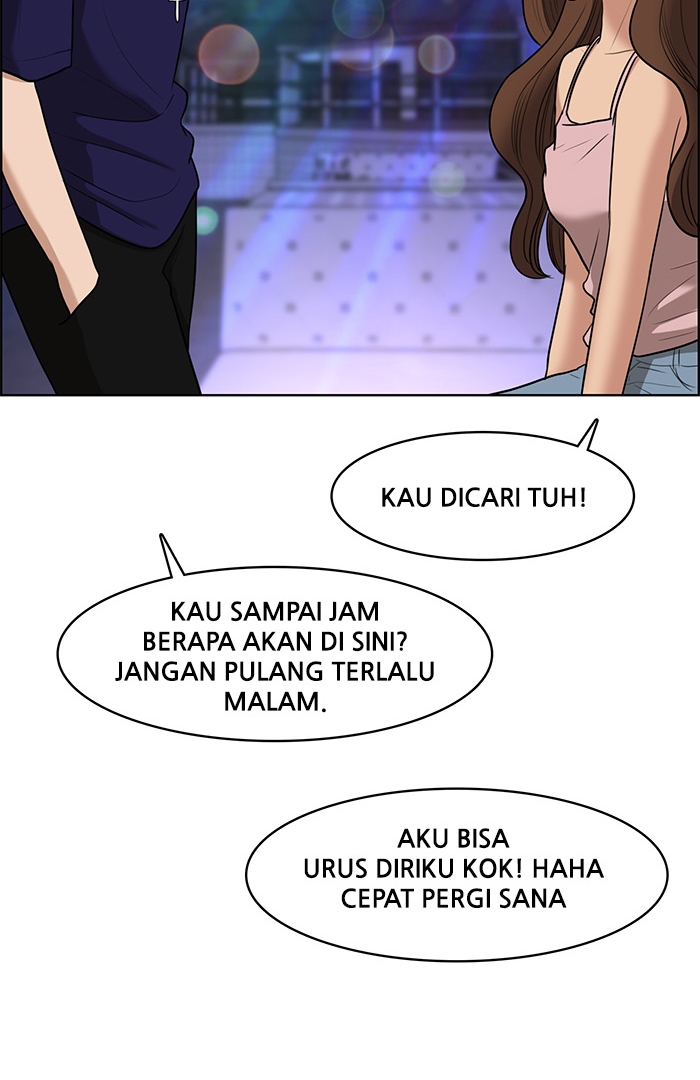 KAU DICARI TUH!
KAU SAMPAI JAM
BERAPA AKAN DI SINI?
JANGAN PULANG TERLALU
MALAM.
AKU BISA
URUS DIRIKU KOK! HAHA
CEPAT PERGI SANA